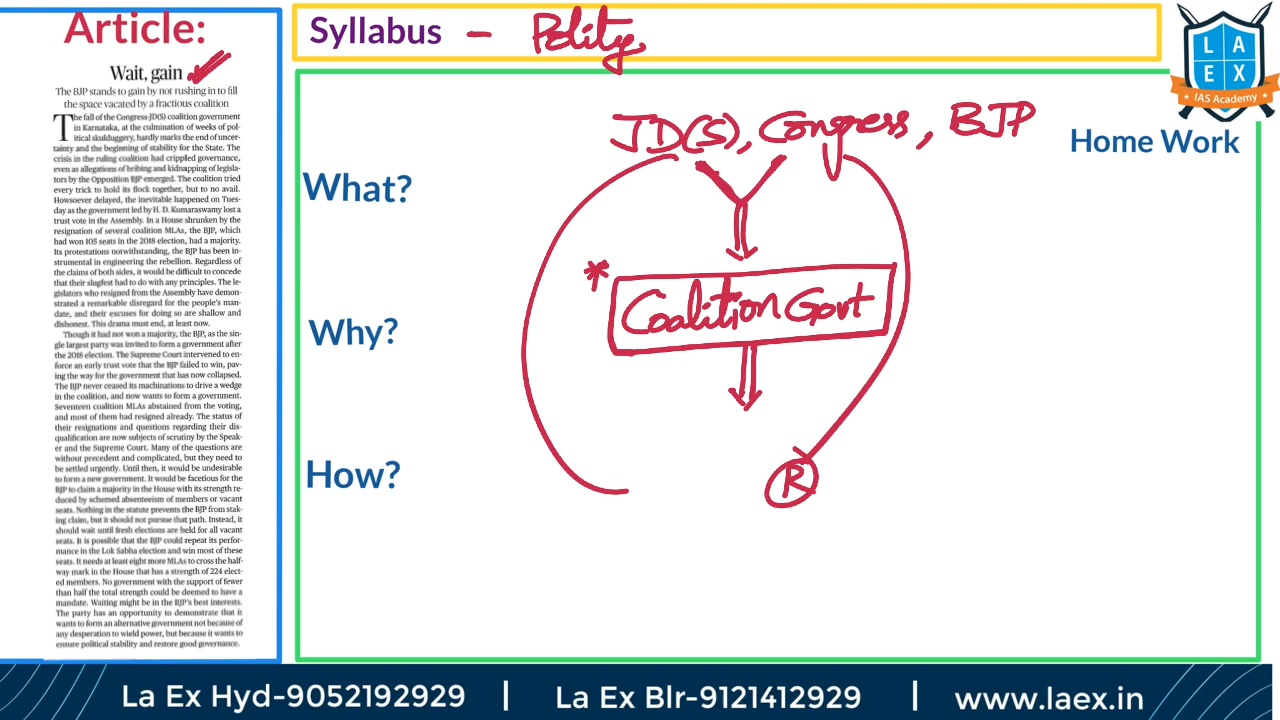 Article:
Wait, gain
The BJP stands to gain by not rushing in to fill
the space vacated by a fractious coalition
The fall of the Congress-JD(S) coalition government
in Karnataka, at the culmination of weeks of pol-
itical skulduggery, hardly marks the end of uncer-
tainty and the beginning of stability for the State. The
crisis in the ruling coalition had crippled governance,
even as allegations of bribing and kidnapping of legisla-
tors by the Opposition BJP emerged. The coalition tried
every trick to hold its flock together, but to no avail.
Howsoever delayed, the inevitable happened on Tues-
day as the government led by H. D. Kumaraswamy lost a
trust vote in the Assembly. In a House shrunken by the
resignation of several coalition MLAs, the BJP, which
had won 105 seats in the 2018 election, had a majority.
Its protestations notwithstanding, the BJP has been in-
strumental in engineering the rebellion. Regardless of
the claims of both sides, it would be difficult to concede
that their slugfest had to do with any principles. The le-
gislators who resigned from the Assembly have demon-
strated a remarkable disregard for the people's man-
date, and their excuses for doing so are shallow and
dishonest. This drama must end, at least now.
Though it had not won a majority, the BJP, as the sin-
gle largest party was invited to form a government after
the 2018 election. The Supreme Court intervened to en-
force an early trust vote that the BJP failed to win, pav-
ing the way for the government that has now collapsed.
The BJP never ceased its machinations to drive a wedge
in the coalition, and now wants to form a government.
Seventeen coalition MLAs abstained from the voting,
and most of them had resigned already. The status of
their resignations and questions regarding their dis-
qualification are now subjects of scrutiny by the Speak-
er and the Supreme Court. Many of the questions are
without precedent and complicated, but they need to
be settled urgently. Until then, it would be undesirable
to form a new government. It would be facetious for the
BJP to claim a majority in the House with its strength re-
duced by schemed absenteeism of members or vacant
seats. Nothing in the statute prevents the BJP from stak-
ing claim, but it should not pursue that path. Instead, it
should wait until fresh elections are held for all vacant
seats. It is possible that the BJP could repeat its perfor-
mance in the Lok Sabha election and win most of these
seats. It needs at least eight more MLAs to cross the half-
way mark in the House that has a strength of 224 elect-
ed members. No government with the support of fewer
than half the total strength could be deemed to have a
mandate. Waiting might be in the BJP's best interests.
The party has an opportunity to demonstrate that it
wants to form an alternative government not because of
any desperation to wield power, but because it wants to
ensure political stability and restore good governance.
Syllabus - Polity
LAEX
IAS Academy
Home Work
JD(S), Congress, BJP
What?
* Coalition Govt
Why?
How?
R
La Ex Hyd-9052192929 | La Ex Blr-9121412929 | www.laex.in